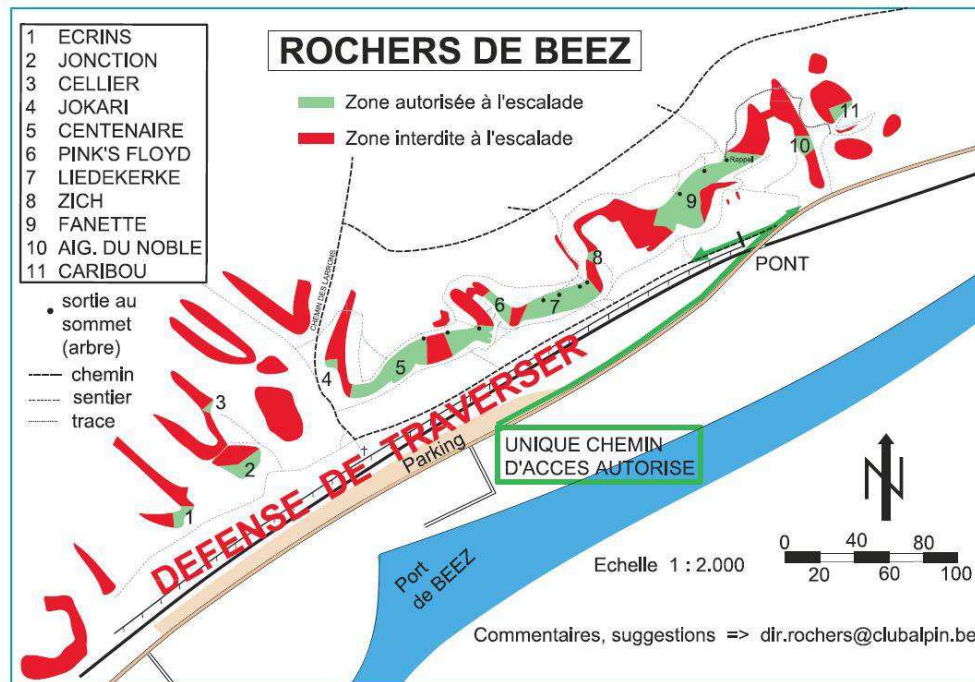 1 ECRINS
2 JONCTION
3 CELLIER
4 JOKARI
5 CENTENAIRE
6 PINK'S FLOYD
7 LIEDEKERKE
8 ZICH
9 FANETTE
10 AIG. DU NOBLE
11 CARIBOU
sortie au
sommet
(arbre)
chemin
sentier
trace
ROCHERS DE BEEZ
Zone autorisée à l'escalade
Zone interdite à l'escalade
11
10
Rappel
9
8
PONT
CHEMIN DES LARRONS
7
6
5
4
3
2
1
DEFENSE DE TRAVERSER
Parking
UNIQUE CHEMIN
D'ACCES AUTORISE
Port
de BEEZ
N
Echelle 1 : 2.000
0 40 80
20 60 100
Commentaires, suggestions => dir.rochers@clubalpin.be